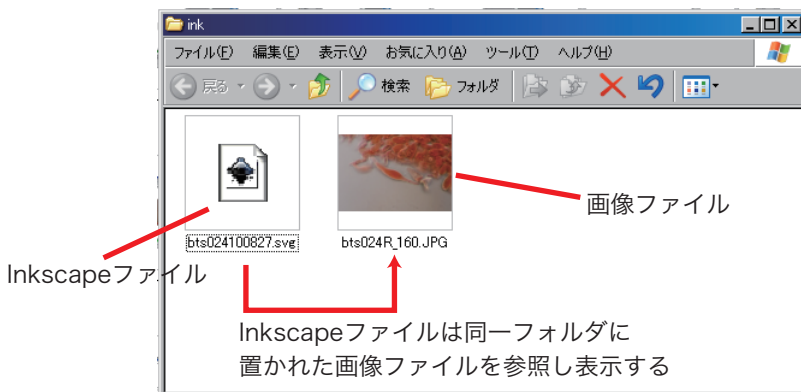 ink
ファイル(F) 編集(E) 表示(V) お気に入り(A) ツール(T) ヘルプ(H)
戻る 検索 フォルダ
画像ファイル
bts024100827.svg bts024R_160.JPG
Inkscapeファイル
Inkscapeファイルは同一フォルダに
置かれた画像ファイルを参照し表示する